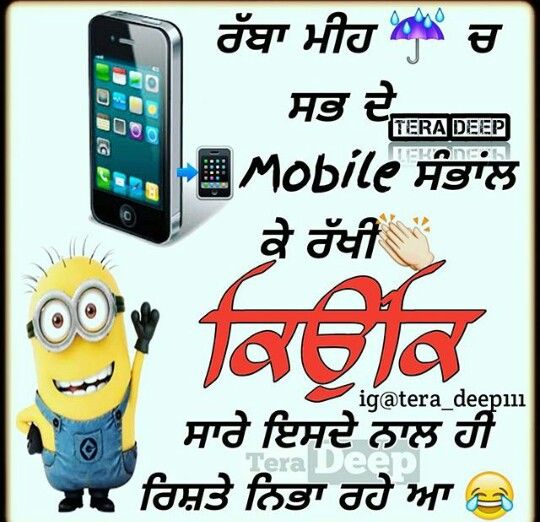 ਰੱਬਾ ਮੀਹ ☔ ਚ
ਸਭ ਦੇ
TERA DEEP
Mobile ਸੰਭਾਂਲ
ਕੇ ਰੱਖੀਂ 👏
ਕਿਉਂਕਿ
ig@tera_deep111
ਸਾਰੇ ਇਸਦੇ ਨਾਲ ਹੀ
Tera Deep
ਰਿਸ਼ਤੇ ਨਿਭਾ ਰਹੇ ਆ 😂